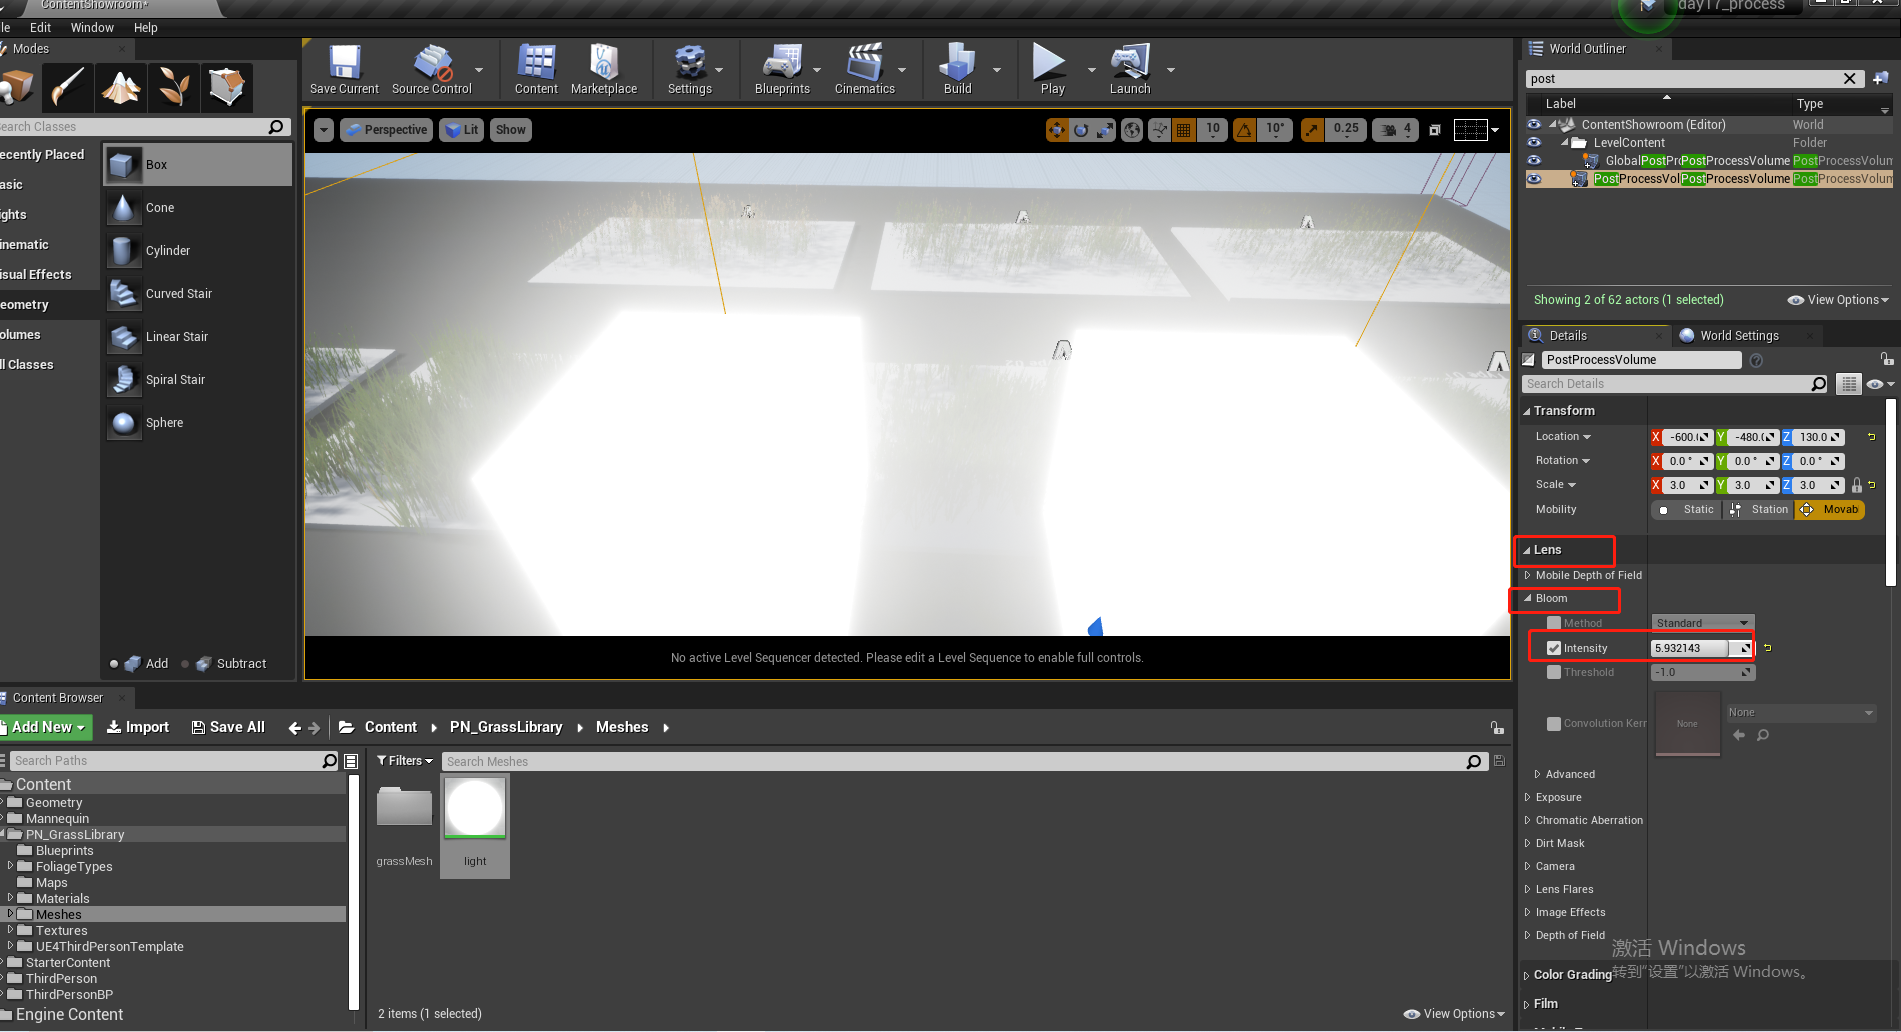 ContentShowroom*
day17_process
le Edit Window Help
Modes
Search Classes
ecently Placed
asic
ights
inematic
isual Effects
eometry
olumes
ll Classes
Box
Cone
Cylinder
Curved Stair
Linear Stair
Spiral Stair
Sphere
Add Subtract
Save Current Source Control Content Marketplace Settings Blueprints Cinematics Build Play Launch
Perspective Lit Show 10 10° 0.25 4
No active Level Sequencer detected. Please edit a Level Sequence to enable full controls.
World Outliner
post
Label Type
ContentShowroom (Editor) World
LevelContent Folder
GlobalPostPrcPostProcessVolume PostProcessVolum
PostProcessVolPostProcessVolume PostProcessVolum
Showing 2 of 62 actors (1 selected) View Options
Details World Settings
PostProcessVolume
Search Details
Transform
Location X -600.( Y -480.( Z 130.0
Rotation X 0.0 ° Y 0.0 ° Z 0.0 °
Scale X 3.0 Y 3.0 Z 3.0
Mobility Static Station Movab
Lens
Mobile Depth of Field
Bloom
Method Standard
Intensity 5.932143
Threshold -1.0
Convolution Kerr None None
Advanced
Exposure
Chromatic Aberration
Dirt Mask
Camera
Lens Flares
Image Effects
Depth of Field
Color Grading
Film
激活 Windows
转到“设置”以激活 Windows。
Content Browser
Add New Import Save All Content PN_GrassLibrary Meshes
Search Paths
Filters Search Meshes
Content
Geometry
Mannequin
PN_GrassLibrary
Blueprints
FoliageTypes
Maps
Materials
Meshes
Textures
UE4ThirdPersonTemplate
StarterContent
ThirdPerson
ThirdPersonBP
Engine Content
grassMesh light
2 items (1 selected) View Options